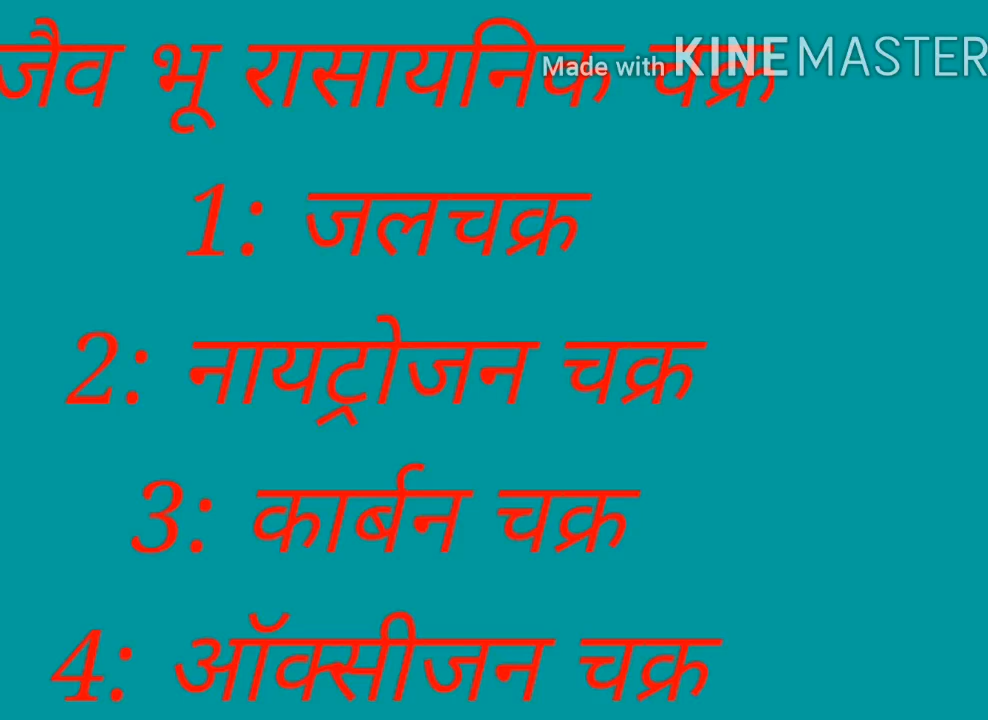 जैव भू रासायनिक चक्र
Made with KINEMASTER
1: जलचक्र
2: नायट्रोजन चक्र
3: कार्बन चक्र
4: ऑक्सीजन चक्र